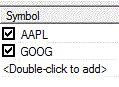 Symbol
AAPL
GOOG
<Double-click to add>